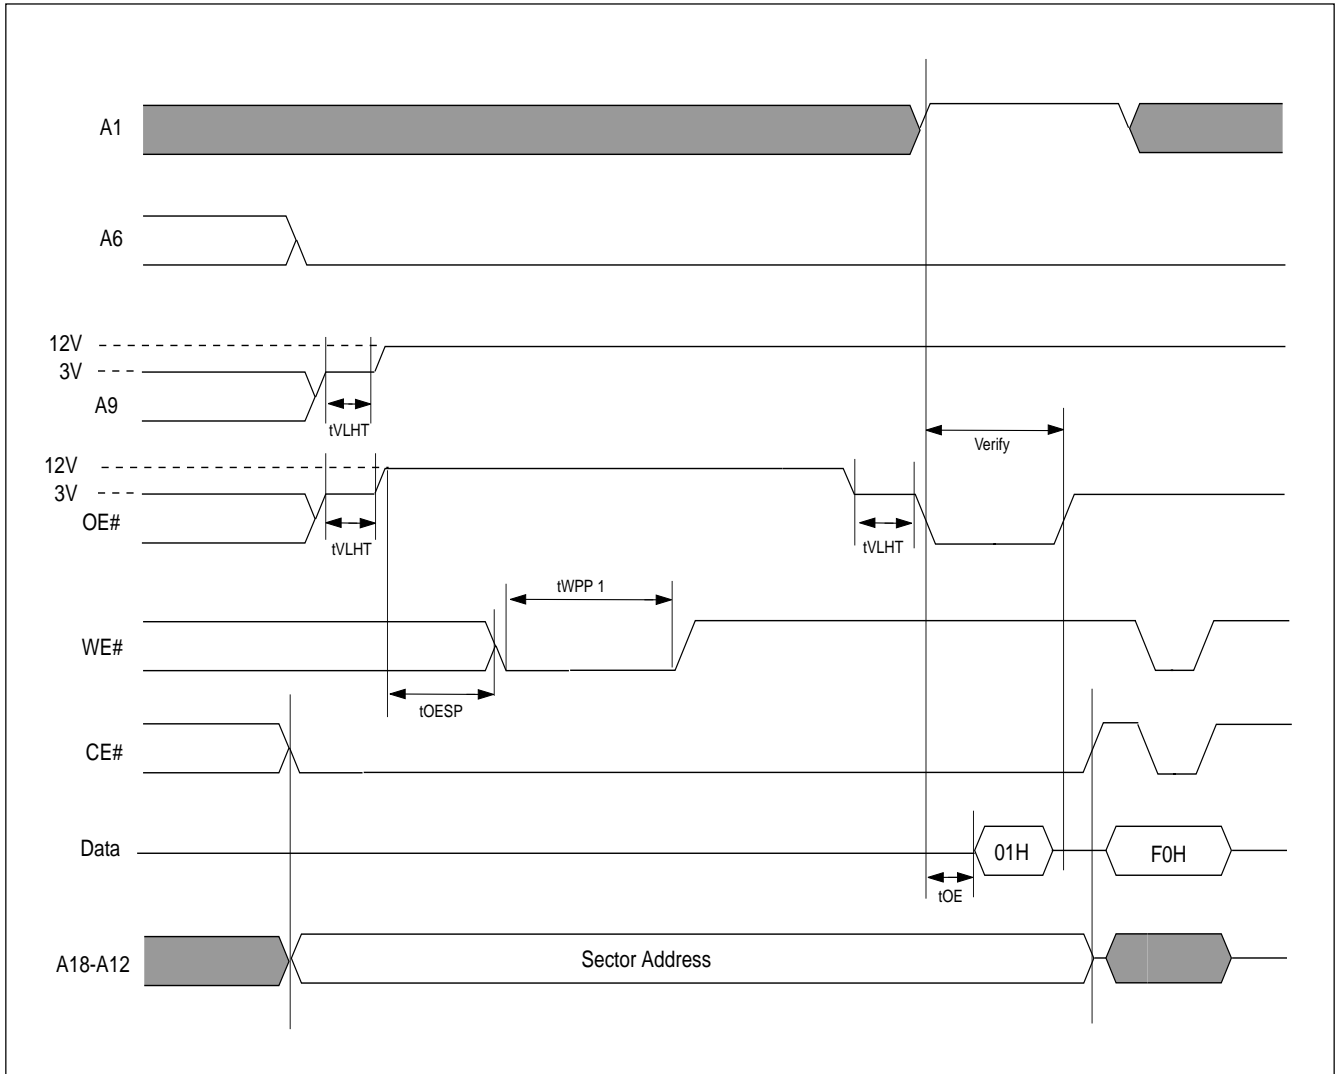 A1
A6
12V
3V
A9
tVLHT
Verify
12V
3V
OE#
tVLHT
tVLHT
tWPP 1
WE#
tOESP
CE#
Data
01H
F0H
tOE
A18-A12
Sector Address